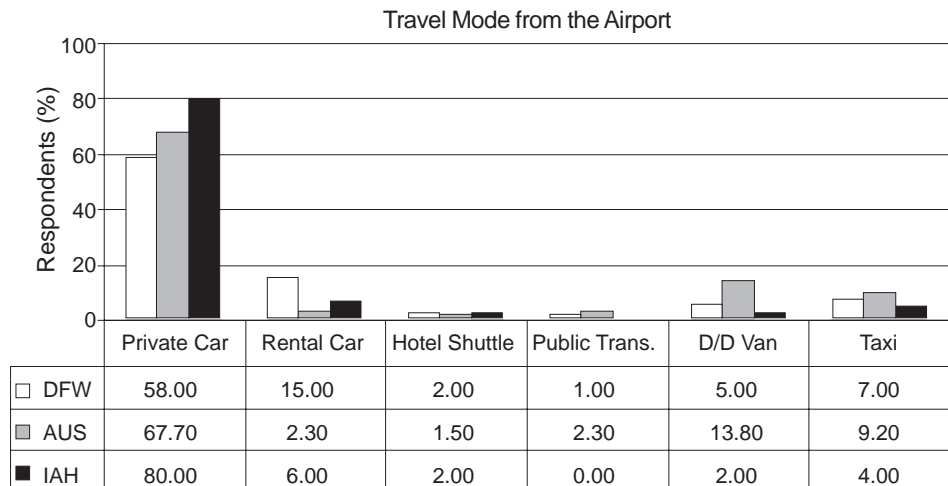 Travel Mode from the Airport
Respondents (%)
100
80
60
40
20
0
Private Car Rental Car Hotel Shuttle Public Trans. D/D Van Taxi
DFW 58.00 15.00 2.00 1.00 5.00 7.00
AUS 67.70 2.30 1.50 2.30 13.80 9.20
IAH 80.00 6.00 2.00 0.00 2.00 4.00